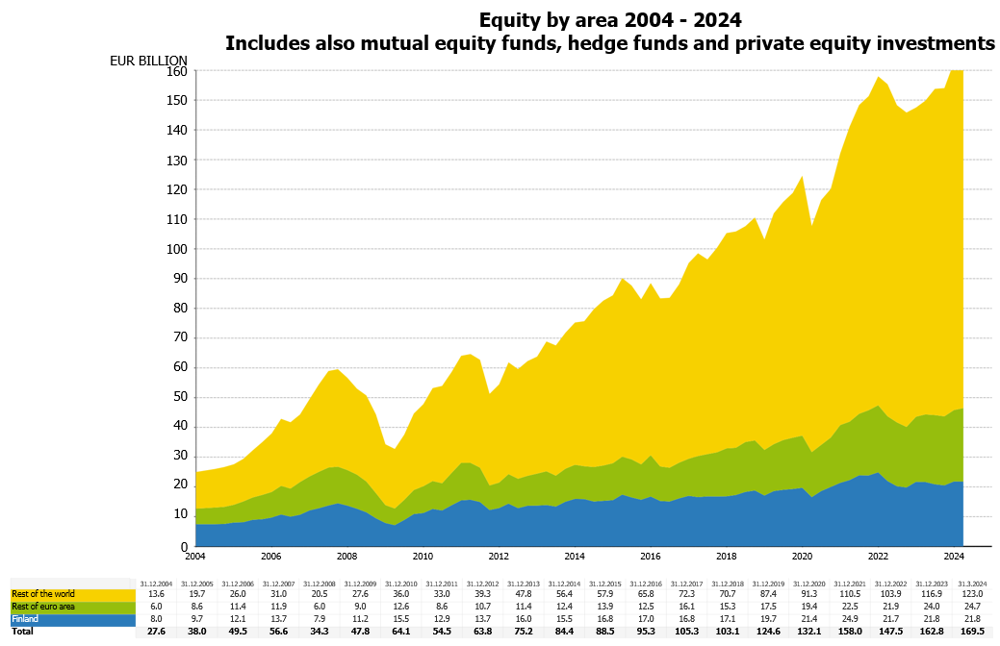 Equity by area 2004 - 2024
Includes also mutual equity funds, hedge funds and private equity investments
EUR BILLION
160
150
140
130
120
110
100
90
80
70
60
50
40
30
20
10
0
2004 2006 2008 2010 2012 2014 2016 2018 2020 2022 2024
31.12.2004 31.12.2005 31.12.2006 31.12.2007 31.12.2008 31.12.2009 31.12.2010 31.12.2011 31.12.2012 31.12.2013 31.12.2014 31.12.2015 31.12.2016 31.12.2017 31.12.2018 31.12.2019 31.12.2020 31.12.2021 31.12.2022 31.12.2023 31.3.2024
Rest of the world 13.6 19.7 26.0 31.0 20.5 27.6 36.0 33.0 39.3 47.8 56.4 57.9 65.8 72.3 70.7 87.4 91.3 110.5 103.9 116.9 123.0
Rest of euro area 6.0 8.6 11.4 11.9 6.0 9.0 12.6 8.6 10.7 11.4 12.4 13.9 12.5 16.1 15.3 17.5 19.4 22.5 21.9 24.0 24.7
Finland 8.0 9.7 12.1 13.7 7.9 11.2 15.5 12.9 13.7 16.0 15.5 16.8 17.0 16.8 17.1 19.7 21.4 24.9 21.7 21.8 21.8
Total 27.6 38.0 49.5 56.6 34.3 47.8 64.1 54.5 63.8 75.2 84.4 88.5 95.3 105.3 103.1 124.6 132.1 158.0 147.5 162.8 169.5